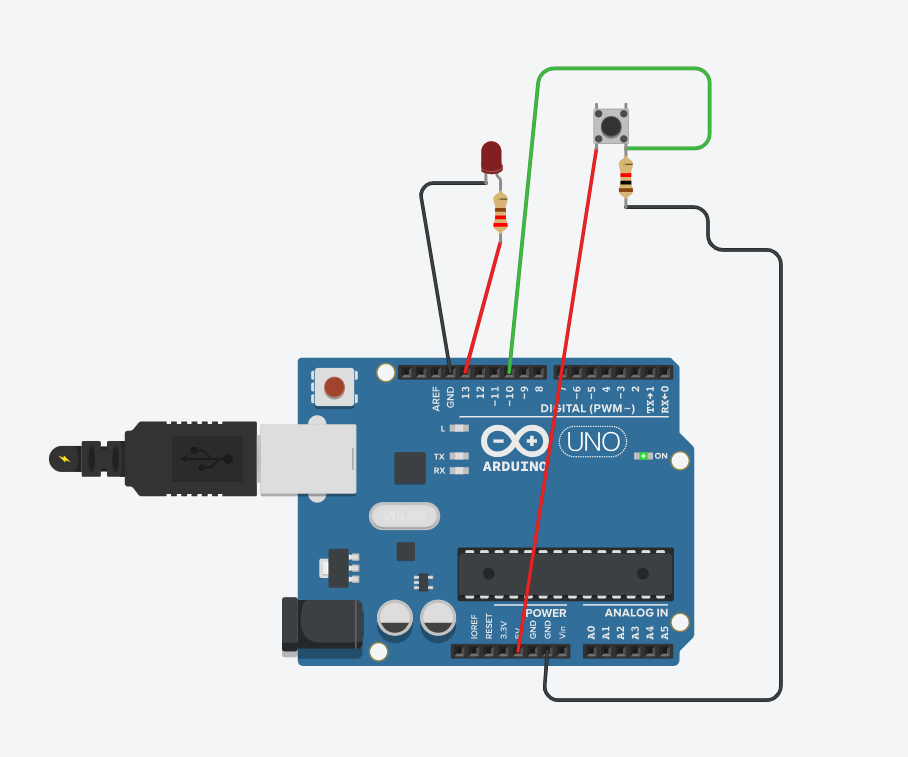 AREF
GND
13
12
~11
~10
~9
8
7
~6
~5
4
~3
2
TX→1
RX←0
DIGITAL (PWM~)
L
TX
RX
ARDUINO
UNO
ON
IOREF
RESET
3.3V
5V
GND
GND
Vin
POWER
ANALOG IN
A0
A1
A2
A3
A4
A5